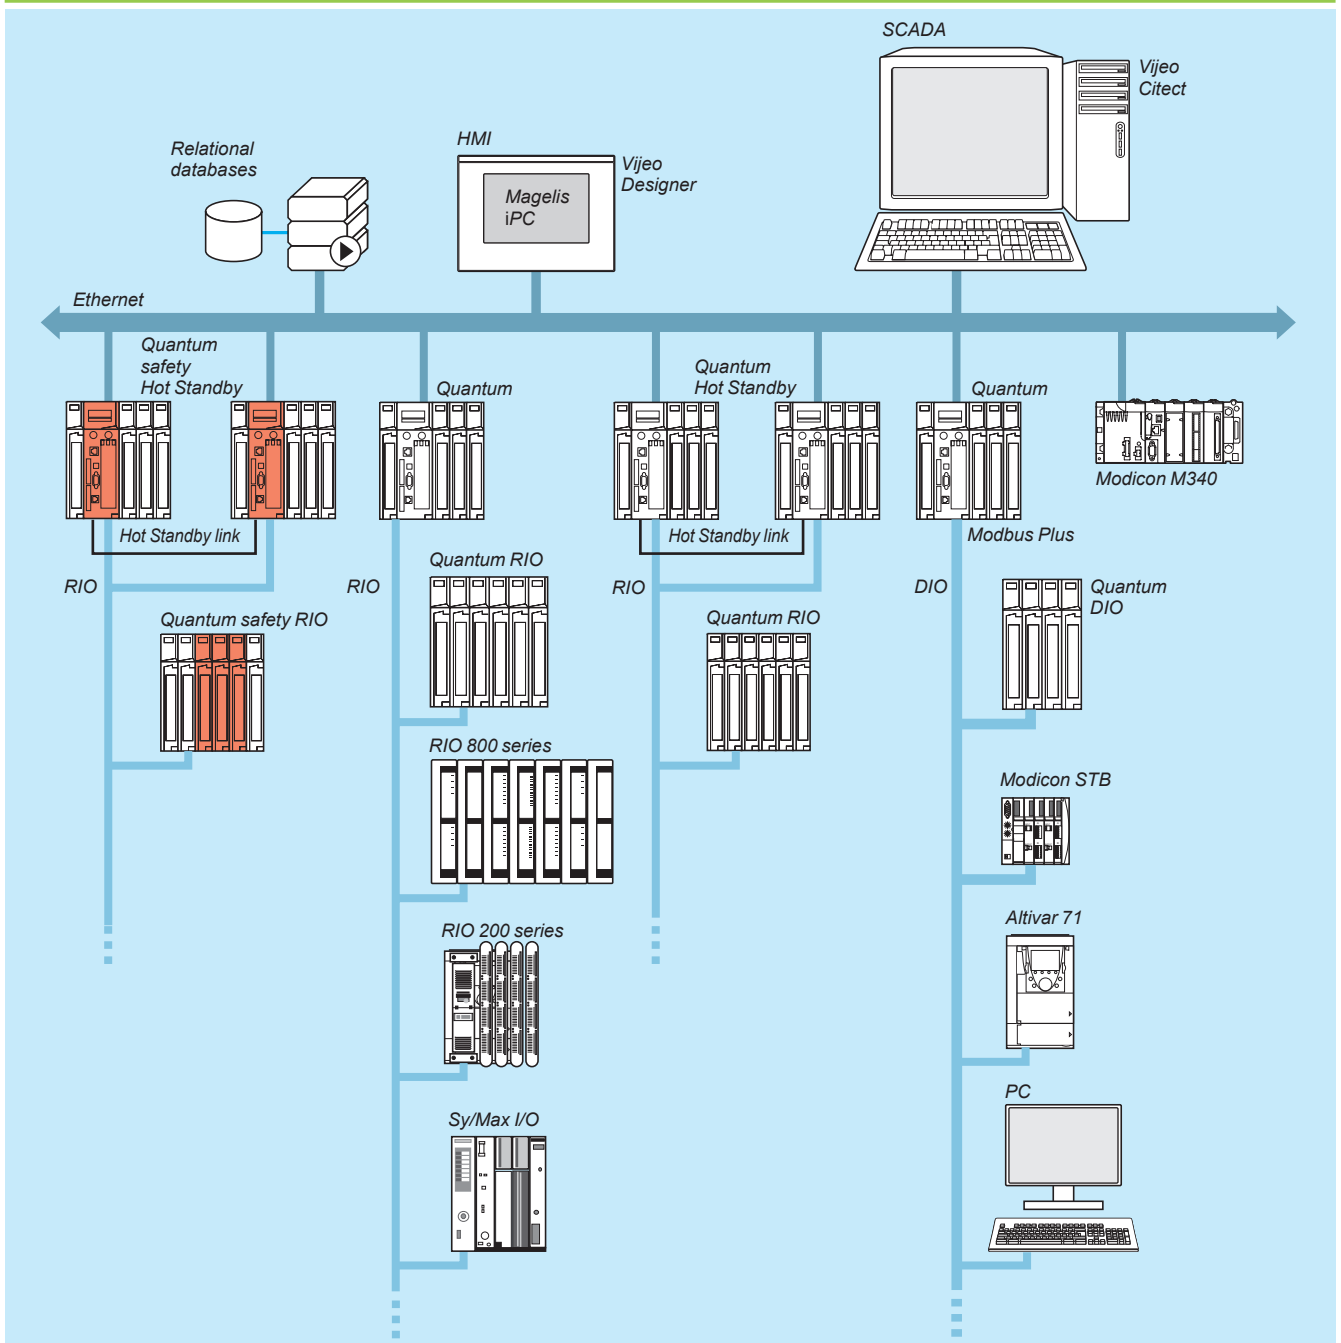 SCADA
Vijeo
Citect
HMI
Relational
databases
Vijeo
Designer
Magelis
iPC
Ethernet
Quantum
safety
Hot Standby
Quantum
Quantum
Hot Standby
Quantum
Modicon M340
Hot Standby link
Hot Standby link
Modbus Plus
RIO
RIO
Quantum RIO
RIO
DIO
Quantum
DIO
Quantum safety RIO
Quantum RIO
RIO 800 series
Modicon STB
RIO 200 series
Altivar 71
PC
Sy/Max I/O